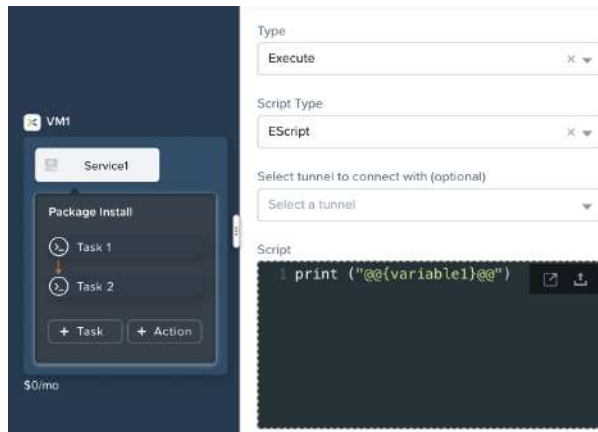 VM1
Service1
Package Install
Task 1
Task 2
+ Task
+ Action
$0/mo
Type
Execute
Script Type
EScript
Select tunnel to connect with (optional)
Select a tunnel
Script
1 print ("@@{variable1}@@")